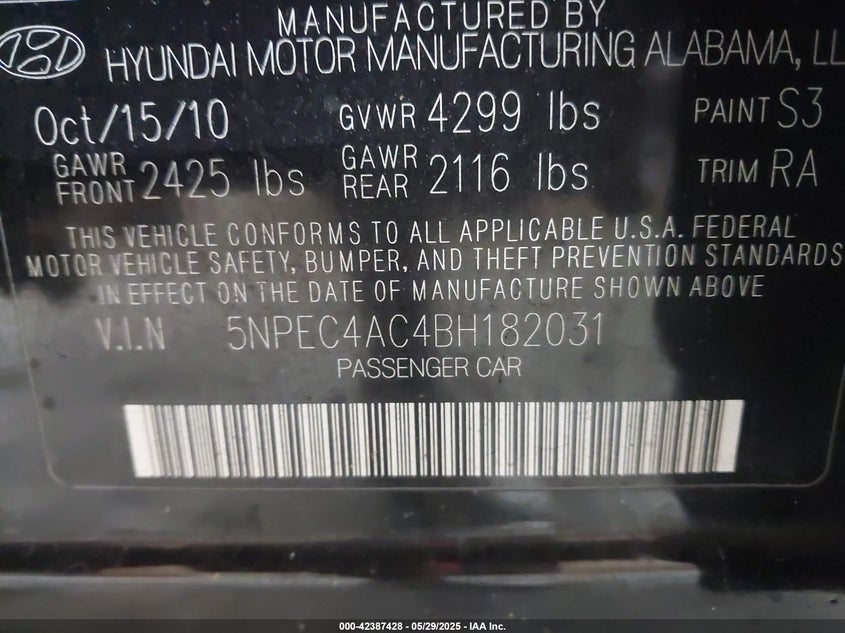 MANUFACTURED BY
HYUNDAI MOTOR MANUFACTURING ALABAMA, LL
Oct/15/10 GVWR 4299 lbs PAINT S3
GAWR FRONT 2425 lbs GAWR REAR 2116 lbs TRIM RA
THIS VEHICLE CONFORMS TO ALL APPLICABLE U.S.A. FEDERAL
MOTOR VEHICLE SAFETY, BUMPER, AND THEFT PREVENTION STANDARDS
IN EFFECT ON THE DATE OF MANUFACTURE SHOWN ABOVE
V.I.N 5NPEC4AC4BH182031
PASSENGER CAR
000-42387428 - 05/29/2025 - IAA Inc.